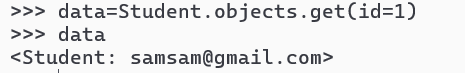 >>> data=Student.objects.get(id=1)
>>> data
<Student: samsam@gmail.com>